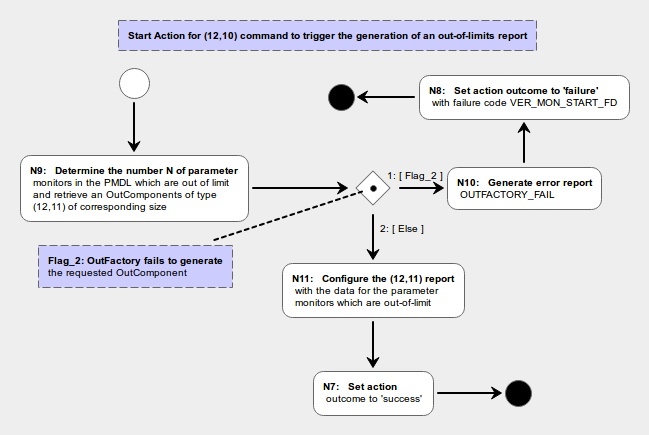 Start Action for (12,10) command to trigger the generation of an out-of-limits report
N8: Set action outcome to 'failure'
with failure code VER_MON_START_FD
N9: Determine the number N of parameter
monitors in the PMDL which are out of limit
and retrieve an OutComponents of type
(12,11) of corresponding size
1: [ Flag_2 ]
N10: Generate error report
OUTFACTORY_FAIL
2: [ Else ]
Flag_2: OutFactory fails to generate
the requested OutComponent
N11: Configure the (12,11) report
with the data for the parameter
monitors which are out-of-limit
N7: Set action
outcome to 'success'